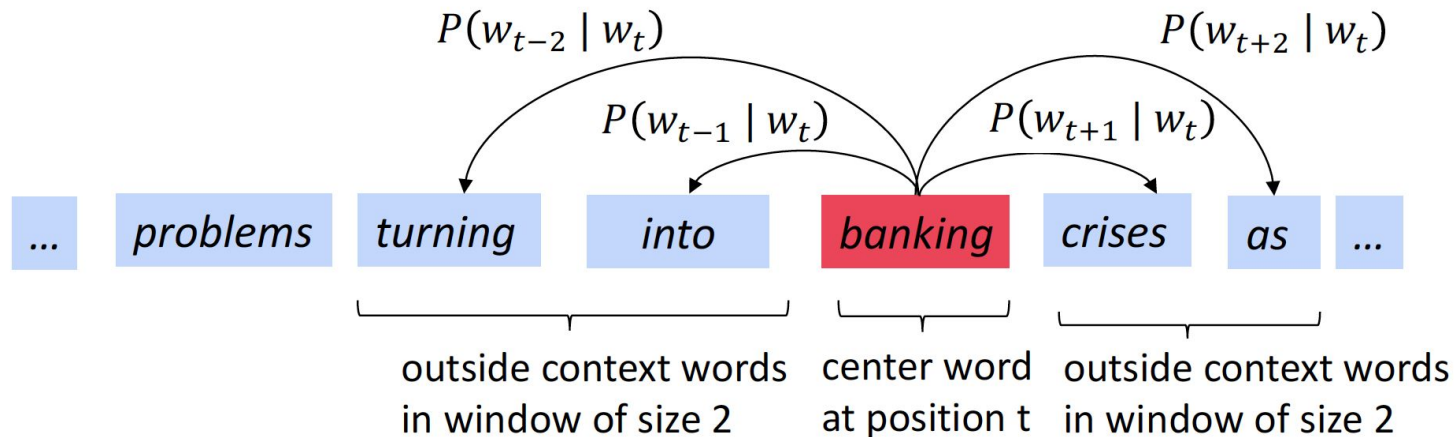 P(w_{t−2} | w_t) P(w_{t+2} | w_t)
P(w_{t−1} | w_t) P(w_{t+1} | w_t)
... problems turning into banking crises as ...
outside context words center word outside context words
in window of size 2 at position t in window of size 2